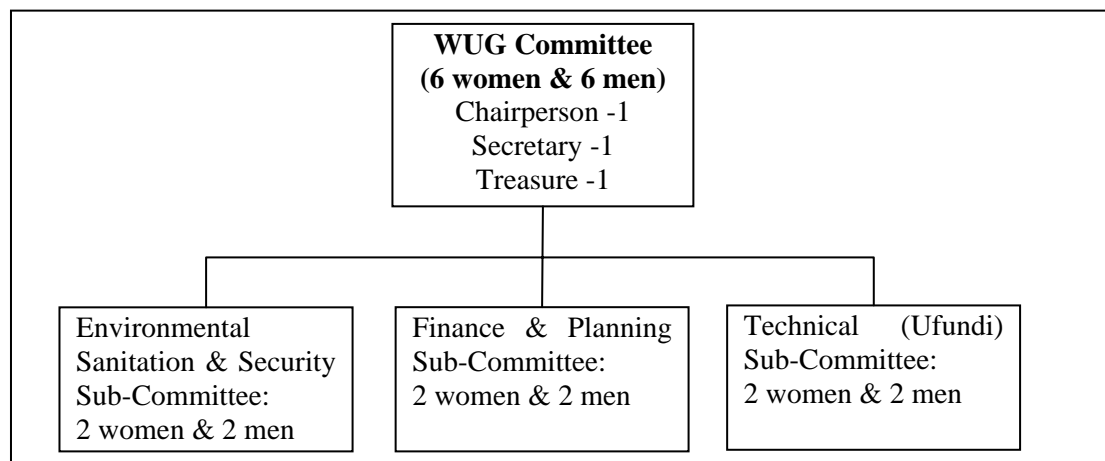 WUG Committee
(6 women & 6 men)
Chairperson -1
Secretary -1
Treasure -1
Environmental
Sanitation & Security
Sub-Committee:
2 women & 2 men
Finance & Planning
Sub-Committee:
2 women & 2 men
Technical (Ufundi)
Sub-Committee:
2 women & 2 men